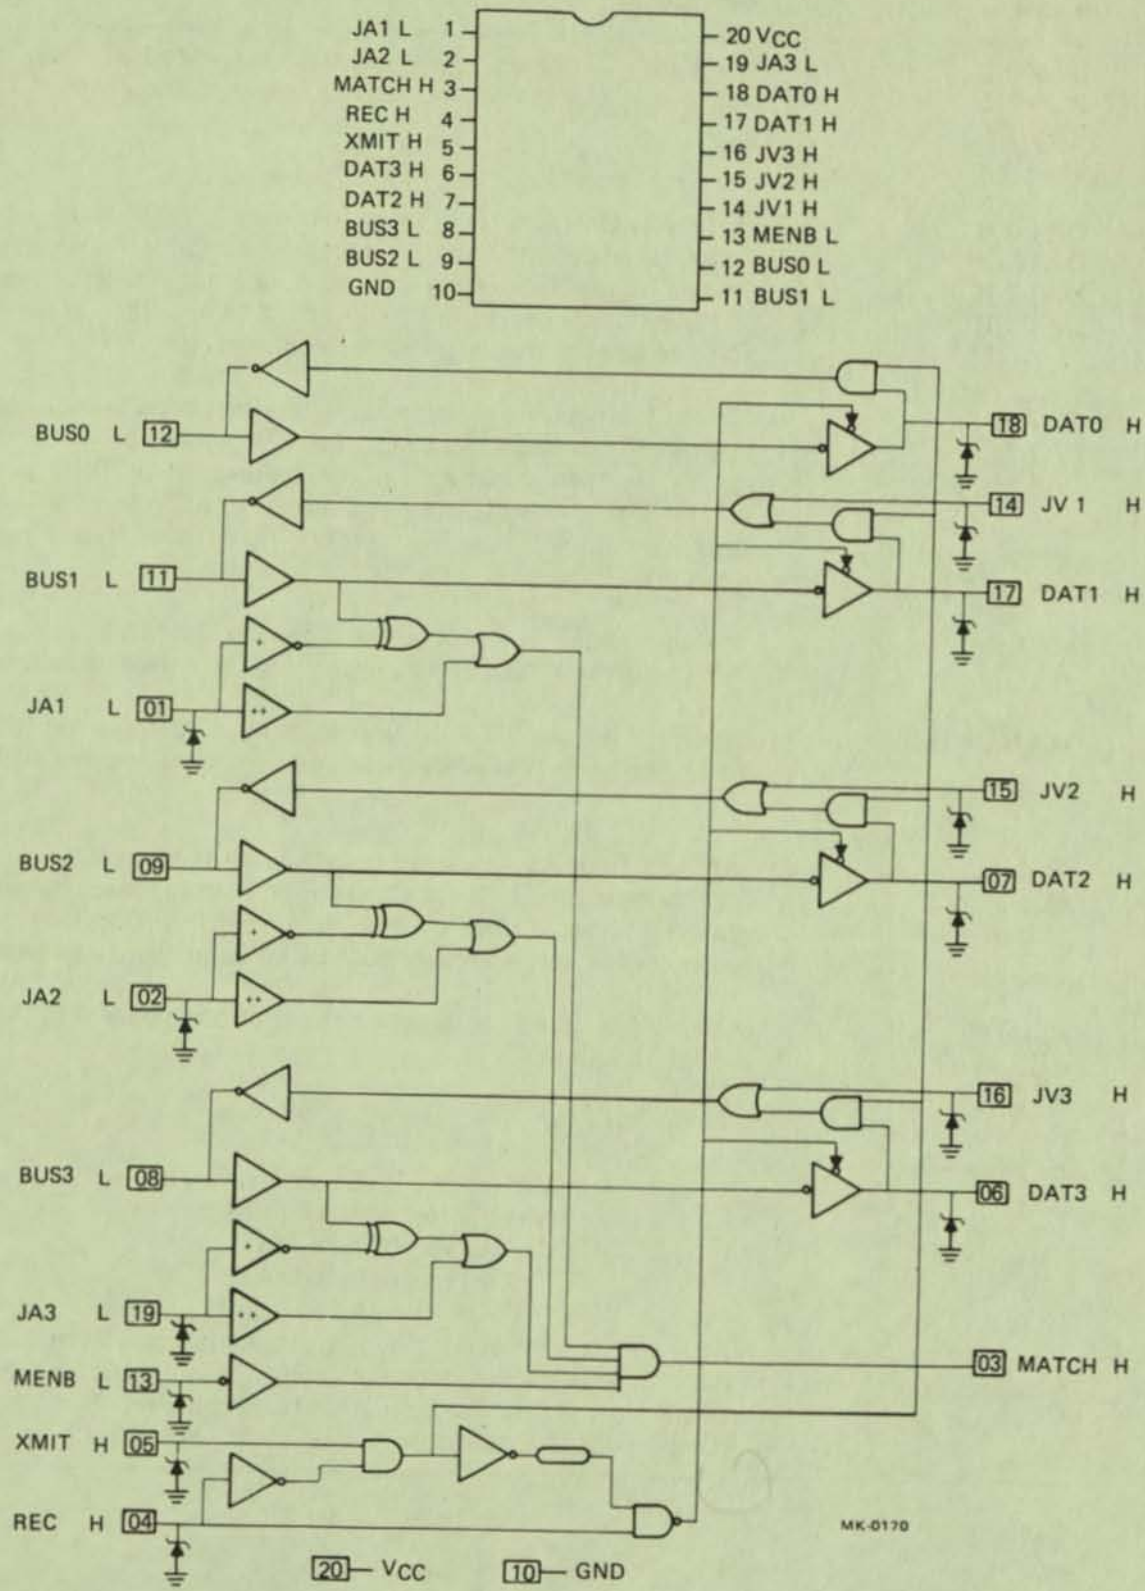 JA1 L 1
JA2 L 2
MATCH H 3
REC H 4
XMIT H 5
DAT3 H 6
DAT2 H 7
BUS3 L 8
BUS2 L 9
GND 10
20 VCC
19 JA3 L
18 DAT0 H
17 DAT1 H
16 JV3 H
15 JV2 H
14 JV1 H
13 MENB L
12 BUS0 L
11 BUS1 L
BUS0 L 12
18 DAT0 H
14 JV 1 H
BUS1 L 11
17 DAT1 H
+
JA1 L 01
++
15 JV2 H
BUS2 L 09
07 DAT2 H
+
JA2 L 02
++
16 JV3 H
BUS3 L 08
06 DAT3 H
+
JA3 L 19
++
MENB L 13
03 MATCH H
XMIT H 05
REC H 04
MK-0170
20 — VCC
10 — GND